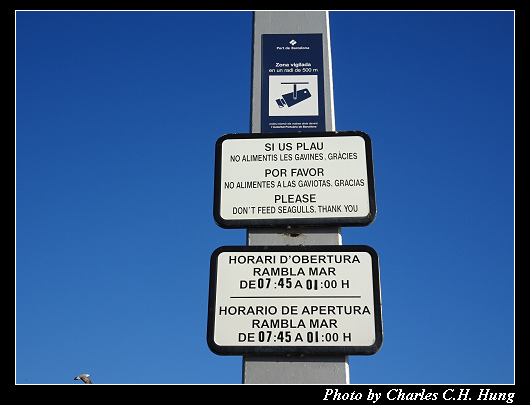 Port de Barcelona
Zona vigilada
en un radi de 500 m
SI US PLAU
NO ALIMENTIS LES GAVINES, GRÀCIES
POR FAVOR
NO ALIMENTES A LAS GAVIOTAS, GRACIAS
PLEASE
DON´T FEED SEAGULLS, THANK YOU
HORARI D'OBERTURA
RAMBLA MAR
DE 07:45 A 01:00 H
HORARIO DE APERTURA
RAMBLA MAR
DE 07:45 A 01:00 H
Photo by Charles C.H. Hung